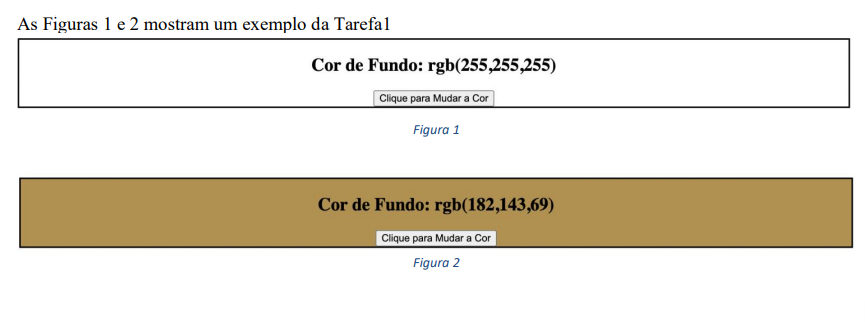 As Figuras 1 e 2 mostram um exemplo da Tarefa1
Cor de Fundo: rgb(255,255,255)
Clique para Mudar a Cor
Figura 1
Cor de Fundo: rgb(182,143,69)
Clique para Mudar a Cor
Figura 2